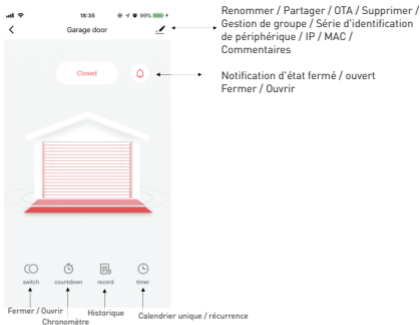 18:35
99%
Garage door
Renommer / Partager / OTA / Supprimer /
Gestion de groupe / Série d'identification
de périphérique / IP / MAC /
Commentaires
Closed
Notification d'état fermé / ouvert
Fermer / Ouvrir
switch
countdown
record
timer
Fermer / Ouvrir
Chronomètre
Historique
Calendrier unique / récurrence